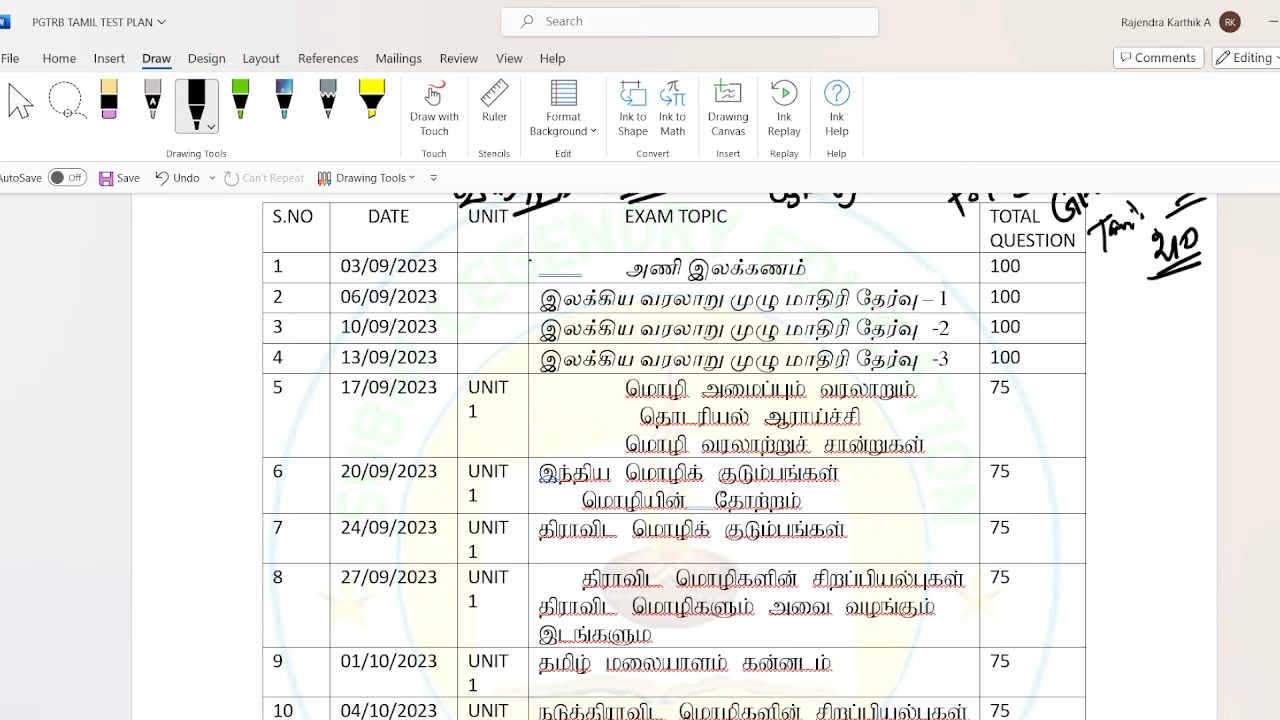 PGTRB TAMIL TEST PLAN
Search
Rajendra Karthik A RK
File Home Insert Draw Design Layout References Mailings Review View Help
Comments Editing
Draw with Touch
Ruler
Format Background
Ink to Shape
Ink to Math
Drawing Canvas
Ink Replay
Ink Help
Drawing Tools Touch Stencils Edit Convert Insert Replay Help
AutoSave Off Save Undo Can't Repeat Drawing Tools
Tamil
210
S.NO DATE UNIT EXAM TOPIC TOTAL
QUESTION
1 03/09/2023 அணி இலக்கணம் 100
2 06/09/2023 இலக்கிய வரலாறு முழு மாதிரி தேர்வு – 1 100
3 10/09/2023 இலக்கிய வரலாறு முழு மாதிரி தேர்வு -2 100
4 13/09/2023 இலக்கிய வரலாறு முழு மாதிரி தேர்வு -3 100
5 17/09/2023 UNIT மொழி அமைப்பும் வரலாறும் 75
1 தொடரியல் ஆராய்ச்சி
மொழி வரலாற்றுச் சான்றுகள்
6 20/09/2023 UNIT இந்திய மொழிக் குடும்பங்கள் 75
1 மொழியின் தோற்றம்
7 24/09/2023 UNIT திராவிட மொழிக் குடும்பங்கள் 75
1
8 27/09/2023 UNIT திராவிட மொழிகளின் சிறப்பியல்புகள் 75
1 திராவிட மொழிகளும் அவை வழங்கும்
இடங்களும
9 01/10/2023 UNIT தமிழ் மலையாளம் கன்னடம் 75
1
10 04/10/2023 UNIT நடுத்திராவிட மொழிகளின் சிறப்பியல்புகள் 75